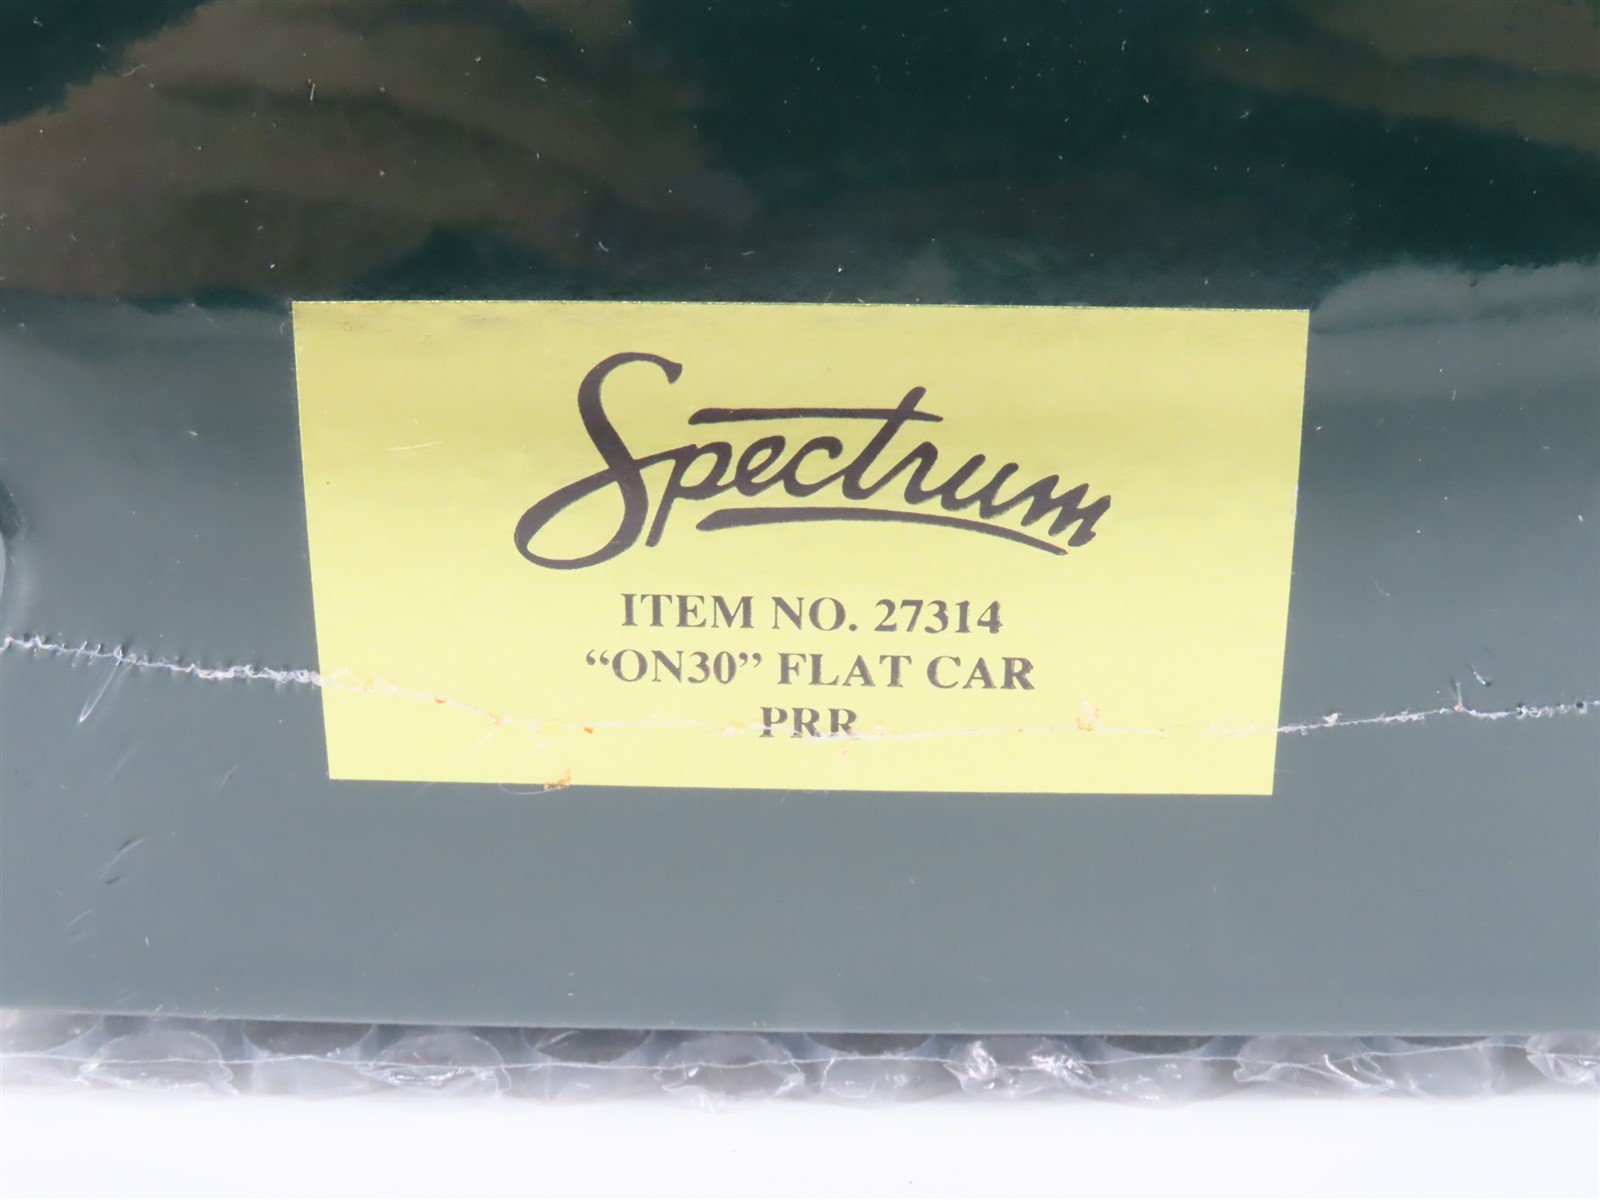 Spectrum
ITEM NO. 27314
“ON30” FLAT CAR
PRR